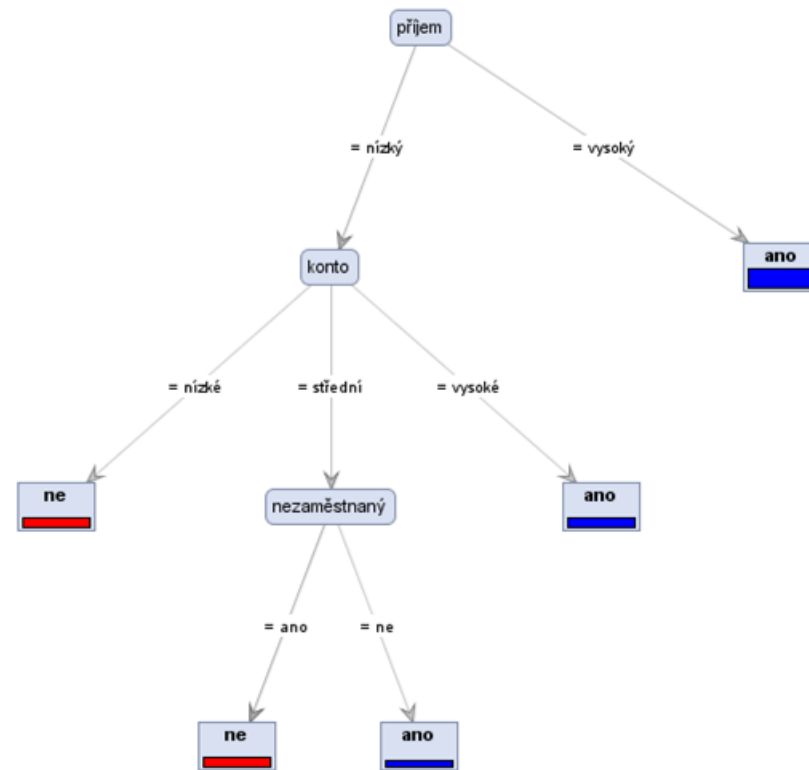 příjem
= nízký
= vysoký
ano
konto
= nízké
= střední
= vysoké
ne
nezaměstnaný
ano
= ano
= ne
ne
ano